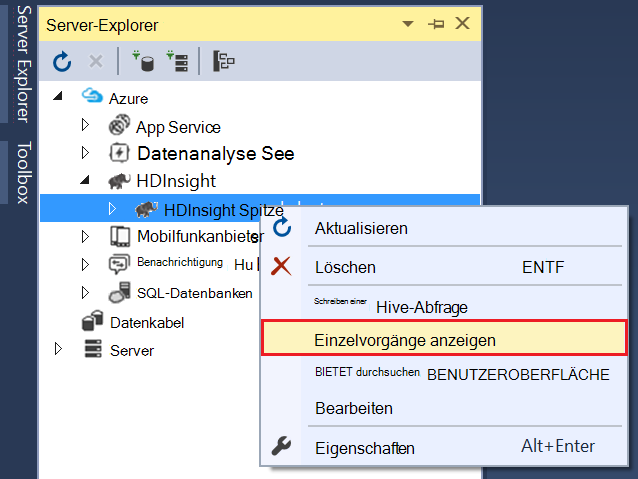 Server Explorer
Toolbox
Server-Explorer
Azure
App Service
Datenanalyse See
HDInsight
HDInsight Spitze
Mobilfunkanbieter
Benachrichtigung Hu
SQL-Datenbanken
Datenkabel
Server
Aktualisieren
Löschen ENTF
Schreiben einer Hive-Abfrage
Einzelvorgänge anzeigen
BIETET durchsuchen BENUTZEROBERFLÄCHE
Bearbeiten
Eigenschaften Alt+Enter